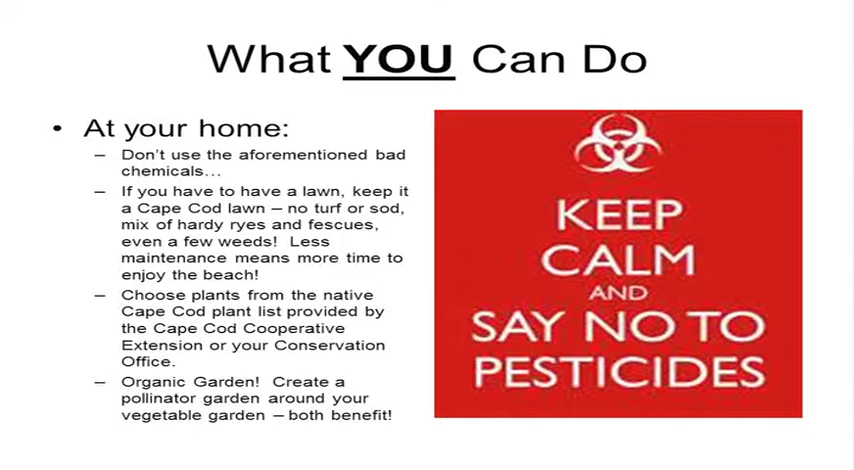 What YOU Can Do
• At your home:
– Don't use the aforementioned bad
chemicals…
– If you have to have a lawn, keep it
a Cape Cod lawn – no turf or sod,
mix of hardy ryes and fescues,
even a few weeds!  Less
maintenance means more time to
enjoy the beach!
– Choose plants from the native
Cape Cod plant list provided by
the Cape Cod Cooperative
Extension or your Conservation
Office.
– Organic Garden!  Create a
pollinator garden around your
vegetable garden – both benefit!
KEEP
CALM
AND
SAY NO TO
PESTICIDES